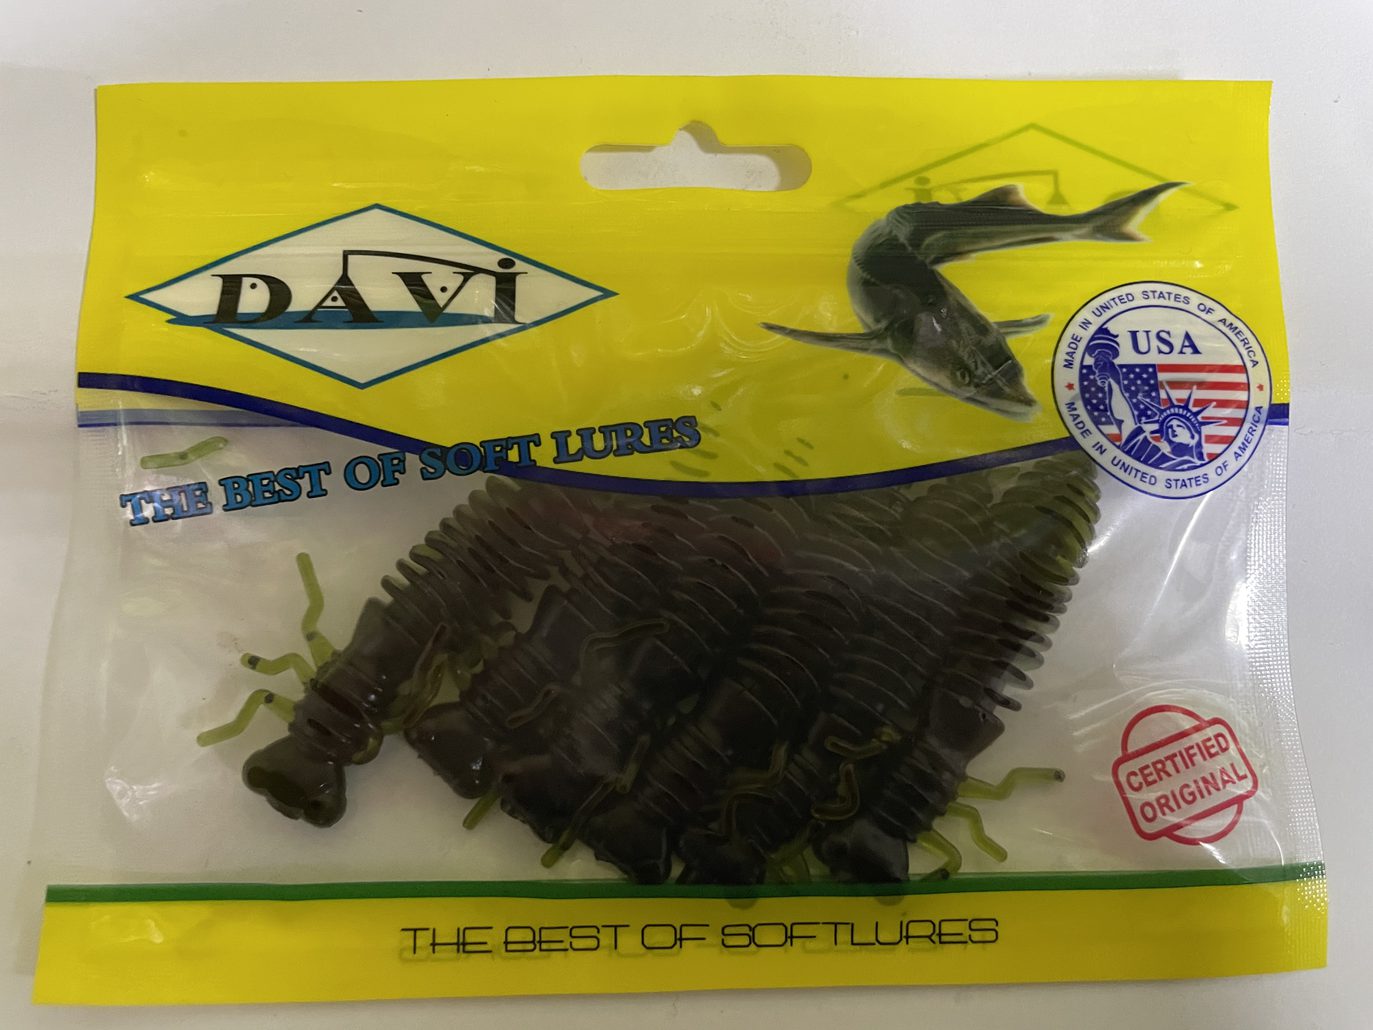 DAVi
THE BEST OF SOFT LURES
MADE IN UNITED STATES OF AMERICA
USA
MADE IN UNITED STATES OF AMERICA
CERTIFIED
ORIGINAL
THE BEST OF SOFTLURES